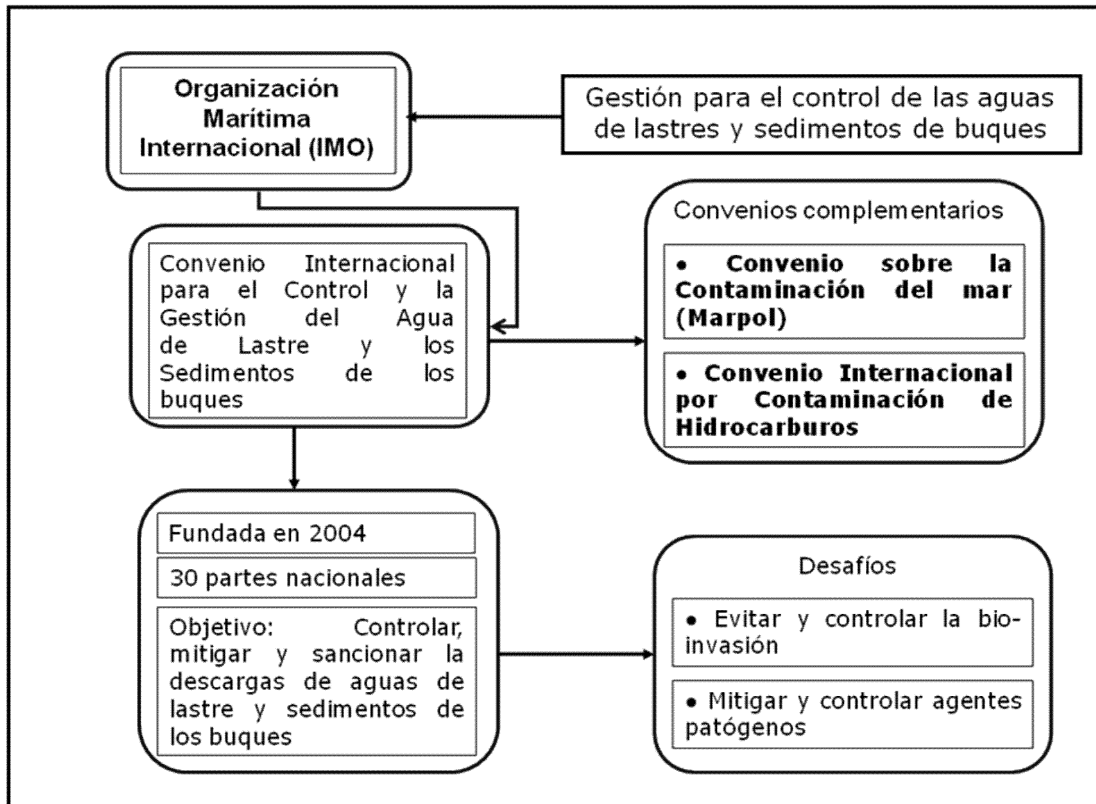 Organización
Marítima
Internacional (IMO)
Gestión para el control de las aguas
de lastres y sedimentos de buques
Convenio Internacional
para el Control y la
Gestión del Agua
de Lastre y los
Sedimentos de los
buques
Convenios complementarios
• Convenio sobre la
Contaminación del mar
(Marpol)
• Convenio Internacional
por Contaminación de
Hidrocarburos
Fundada en 2004
30 partes nacionales
Objetivo: Controlar,
mitigar y sancionar la
descargas de aguas de
lastre y sedimentos de
los buques
Desafíos
• Evitar y controlar la bio-
invasión
• Mitigar y controlar agentes
patógenos